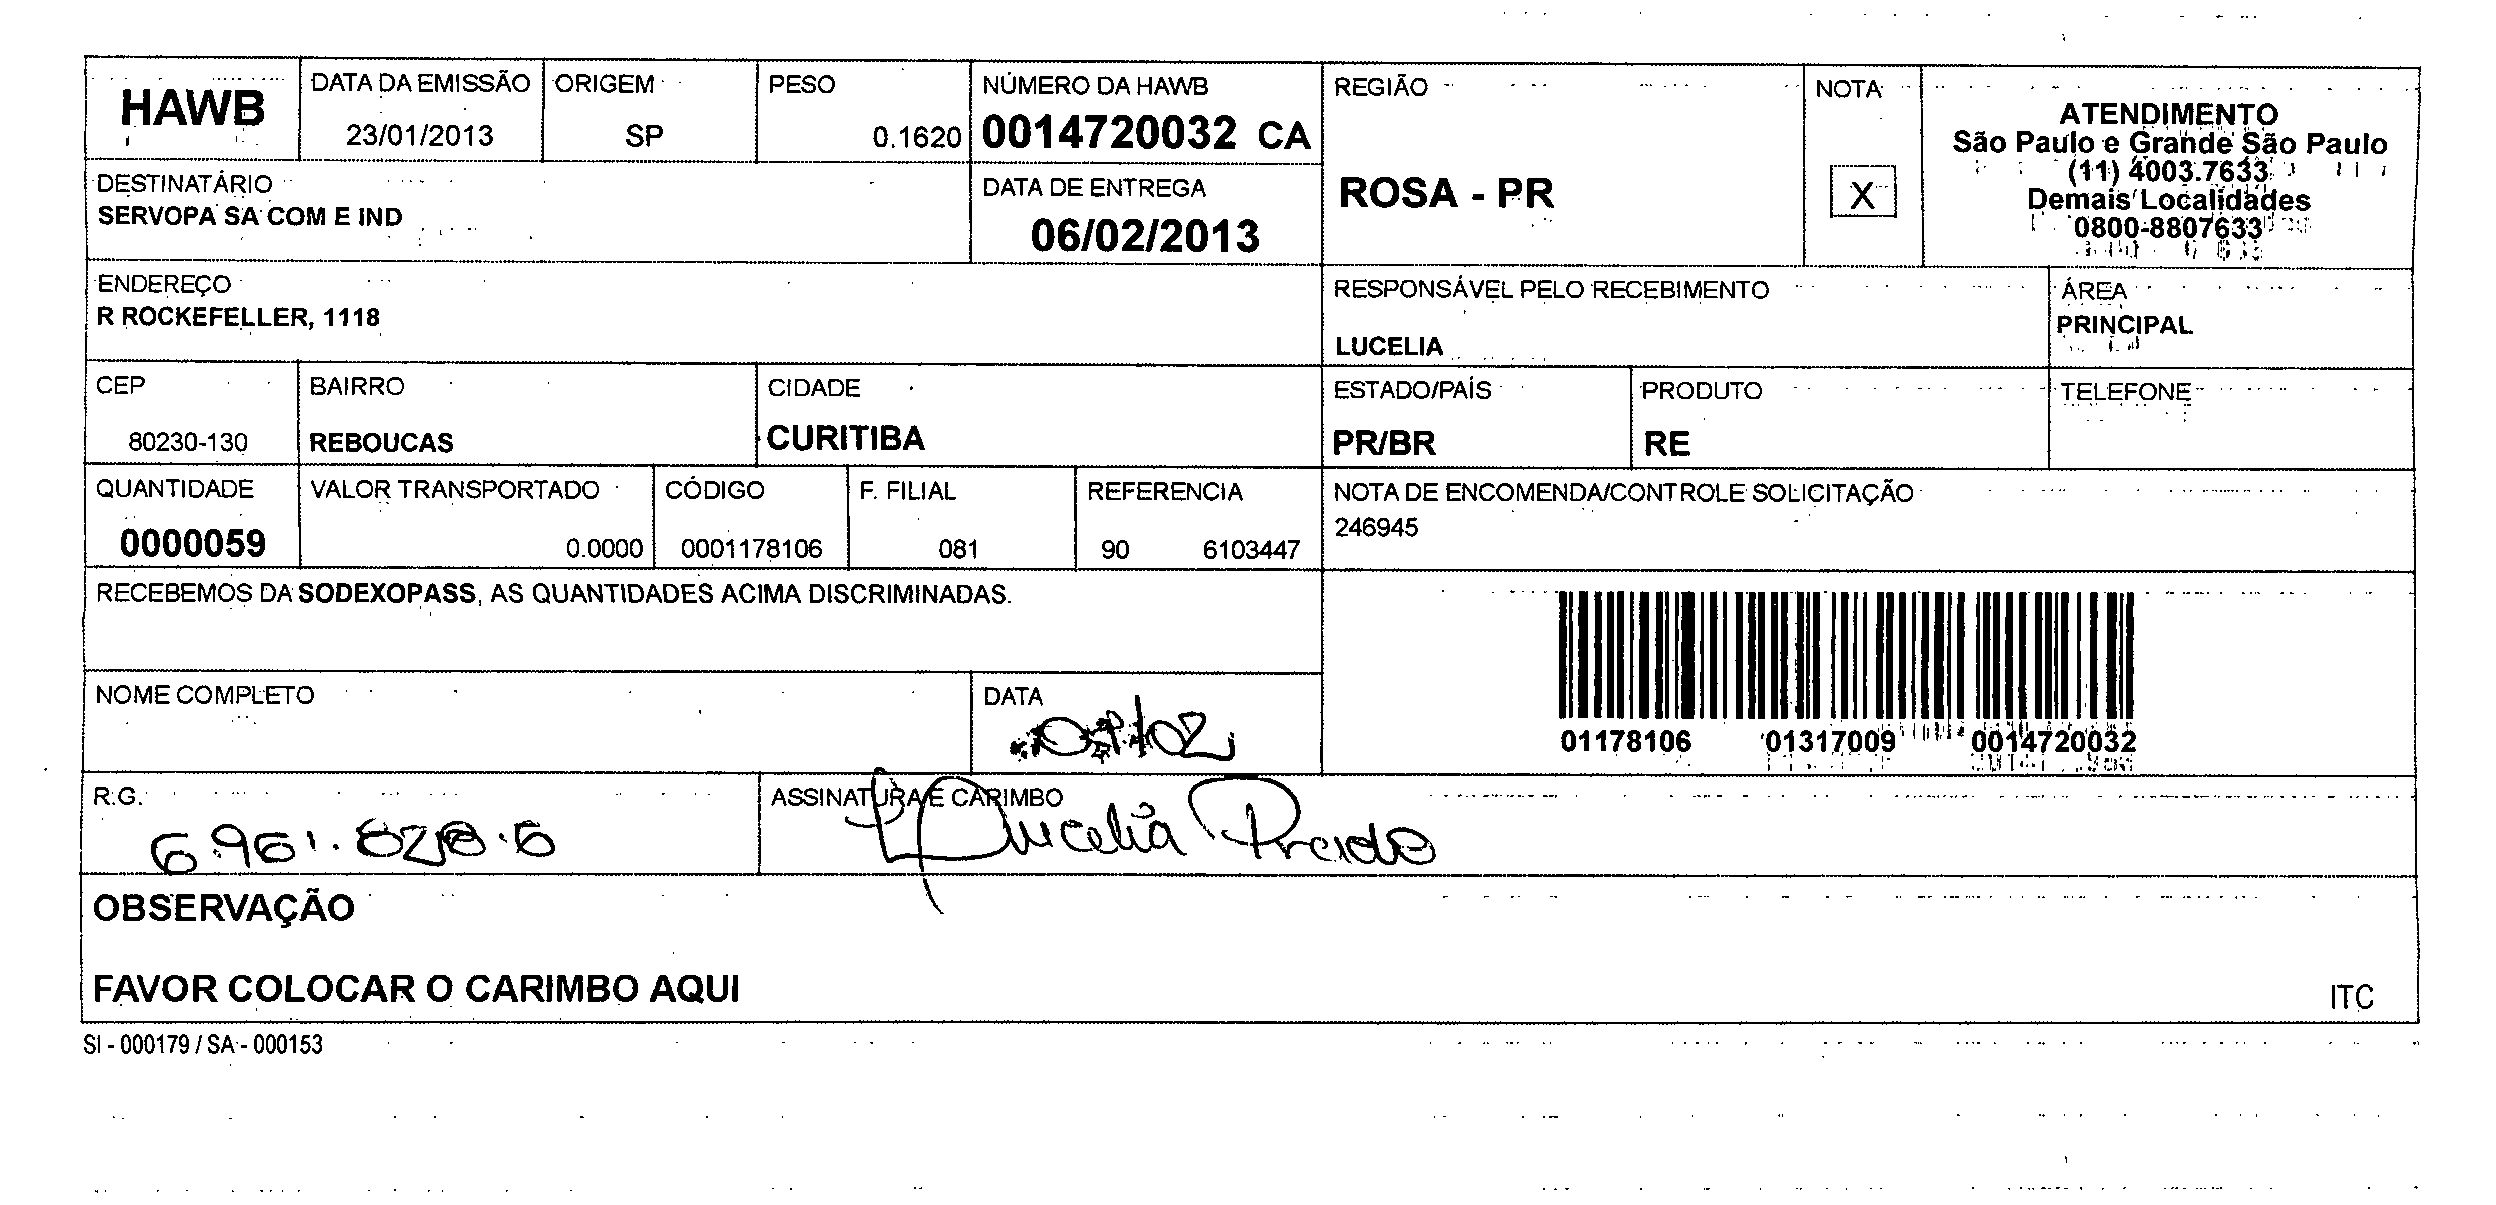 HAWB
DATA DA EMISSÃO
23/01/2013
ORIGEM
SP
PESO
0.1620
NÚMERO DA HAWB
0014720032 CA
REGIÃO
ROSA - PR
NOTA
X
ATENDIMENTO
São Paulo e Grande São Paulo
(11) 4003.7633
Demais Localidades
0800-8807633
DESTINATÁRIO
SERVOPA SA COM E IND
DATA DE ENTREGA
06/02/2013
ENDEREÇO
R ROCKEFELLER, 1118
RESPONSÁVEL PELO RECEBIMENTO
LUCELIA
ÁREA
PRINCIPAL
CEP
80230-130
BAIRRO
REBOUCAS
CIDADE
CURITIBA
ESTADO/PAÍS
PR/BR
PRODUTO
RE
TELEFONE
QUANTIDADE
0000059
VALOR TRANSPORTADO
0.0000
CÓDIGO
0001178106
F. FILIAL
081
REFERENCIA
90 6103447
NOTA DE ENCOMENDA/CONTROLE SOLICITAÇÃO
246945
RECEBEMOS DA SODEXOPASS, AS QUANTIDADES ACIMA DISCRIMINADAS.
01178106 01317009 0014720032
NOME COMPLETO
DATA
R.G.
6.961.828.6
ASSINATURA E CARIMBO
Lucelia Prado
OBSERVAÇÃO
FAVOR COLOCAR O CARIMBO AQUI
ITC
SI - 000179 / SA - 000153